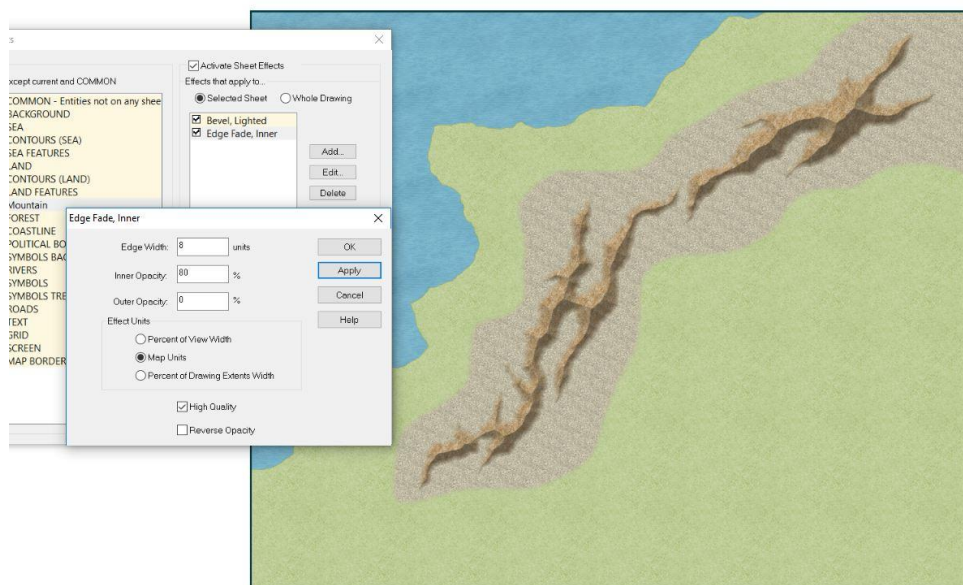 Activate Sheet Effects
except current and COMMON
Effects that apply to...
Selected Sheet
Whole Drawing
COMMON - Entities not on any shee
BACKGROUND
SEA
CONTOURS (SEA)
SEA FEATURES
LAND
CONTOURS (LAND)
LAND FEATURES
Mountain
FOREST
COASTLINE
POLITICAL BO
SYMBOLS BAC
RIVERS
SYMBOLS
SYMBOLS TRE
ROADS
TEXT
GRID
SCREEN
MAP BORDER
Bevel, Lighted
Edge Fade, Inner
Add...
Edit...
Delete
Edge Fade, Inner
Edge Width: 8 units
Inner Opacity: 80 %
Outer Opacity: 0 %
OK
Apply
Cancel
Help
Effect Units
Percent of View Width
Map Units
Percent of Drawing Extents Width
High Quality
Reverse Opacity